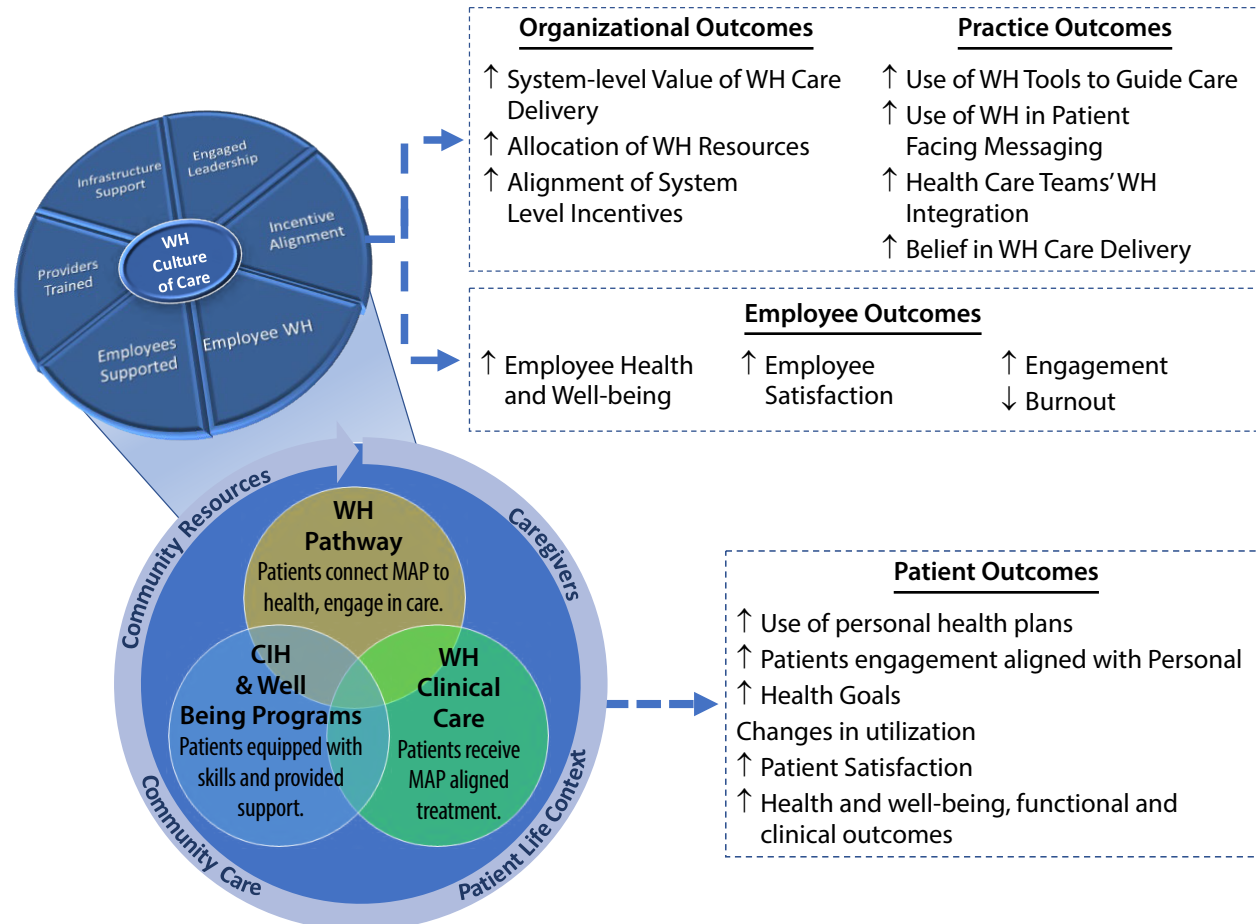 Organizational Outcomes
↑ System-level Value of WH Care
Delivery
↑ Allocation of WH Resources
↑ Alignment of System
Level Incentives
Practice Outcomes
↑ Use of WH Tools to Guide Care
↑ Use of WH in Patient
Facing Messaging
↑ Health Care Teams' WH
Integration
↑ Belief in WH Care Delivery
Engaged
Leadership
Infrastructure
Support
Incentive
Alignment
WH
Culture
of Care
Providers
Trained
Employees
Supported
Employee WH
Employee Outcomes
↑ Employee Health
and Well-being
↑ Employee
Satisfaction
↑ Engagement
↓ Burnout
Community Resources
Caregivers
WH
Pathway
Patients connect MAP to
health, engage in care.
CIH
& Well
Being Programs
Patients equipped with
skills and provided
support.
WH
Clinical
Care
Patients receive
MAP aligned
treatment.
Community Care
Patient Life Context
Patient Outcomes
↑ Use of personal health plans
↑ Patients engagement aligned with Personal
↑ Health Goals
Changes in utilization
↑ Patient Satisfaction
↑ Health and well-being, functional and
clinical outcomes